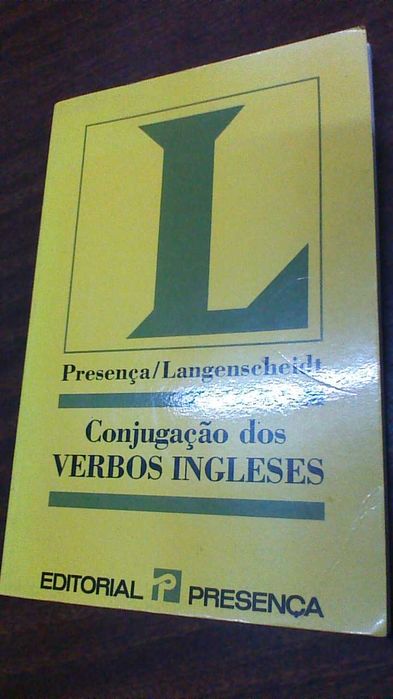 L
Presença/Langenscheidt
Conjugação dos
VERBOS INGLESES
EDITORIAL P PRESENÇA